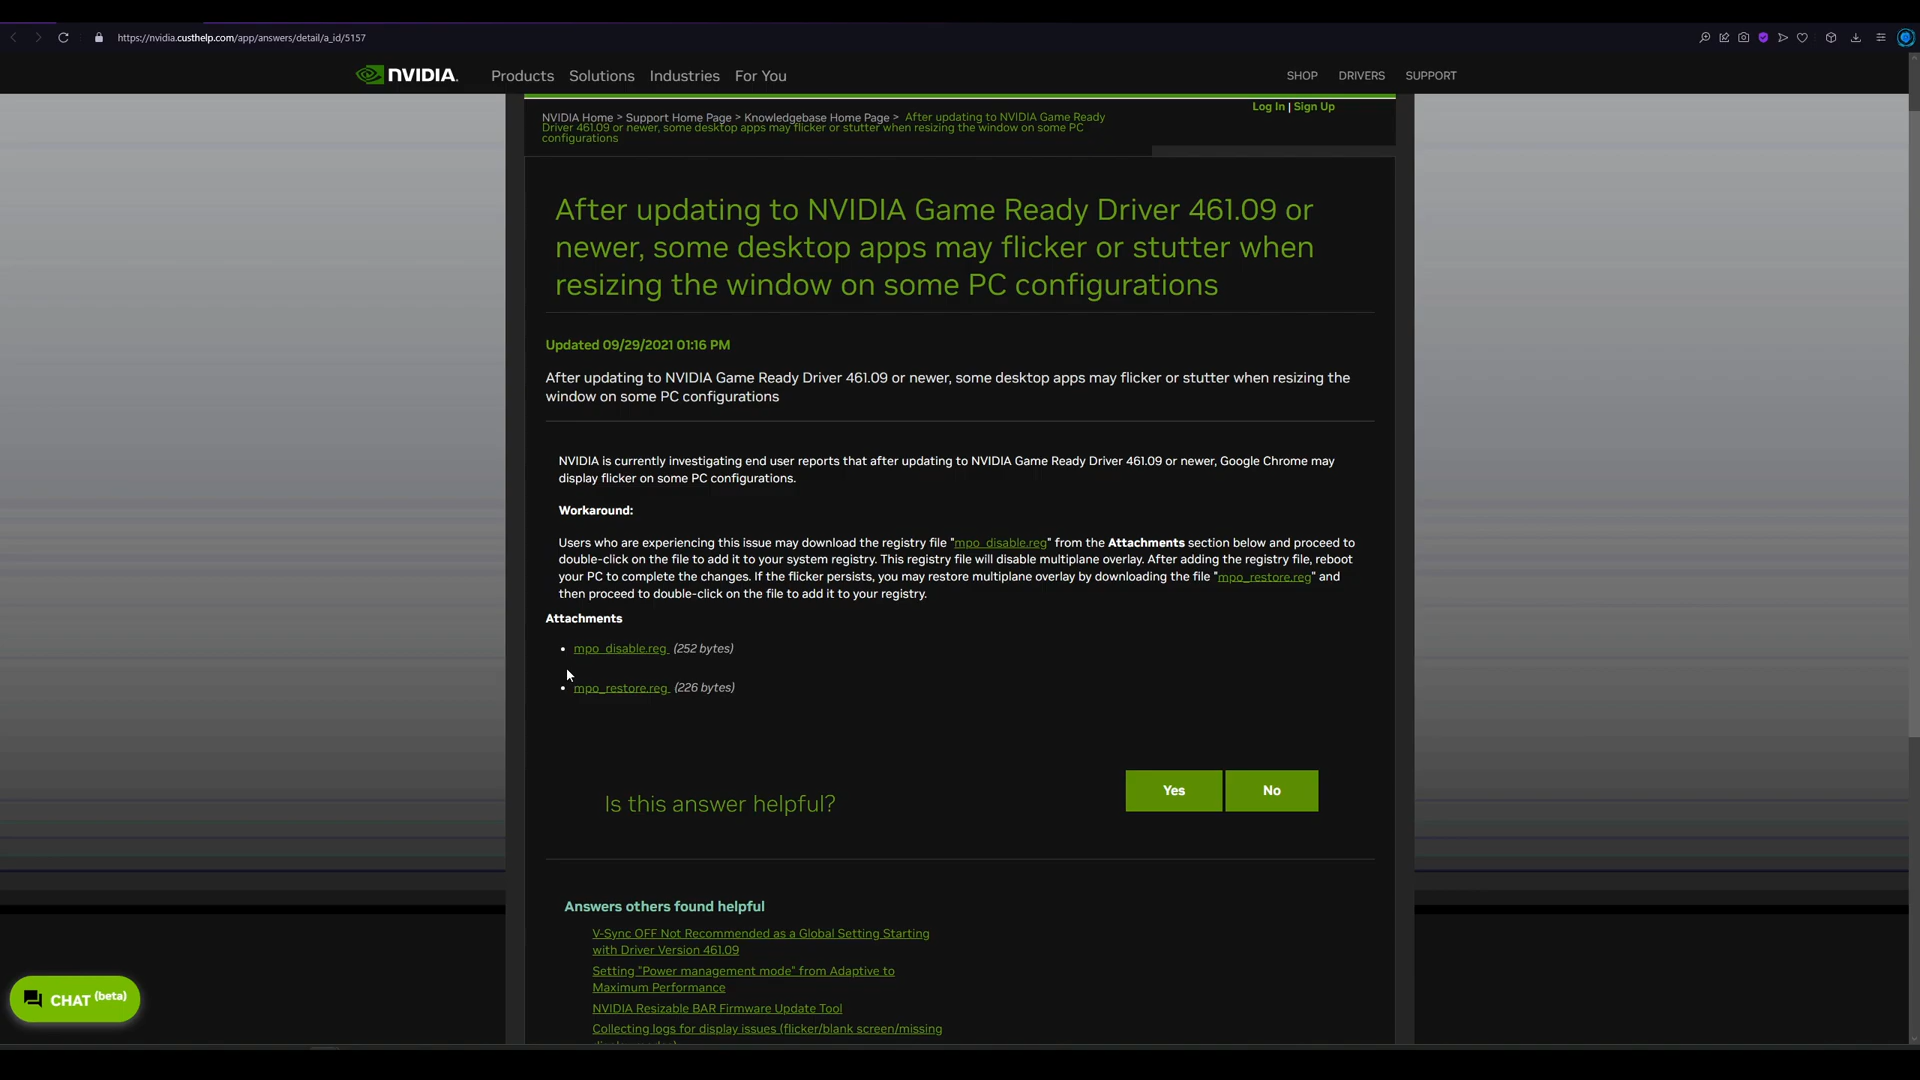 https://nvidia.custhelp.com/app/answers/detail/a_id/5157
NVIDIA.
Products
Solutions
Industries
For You
SHOP
DRIVERS
SUPPORT
Log In | Sign Up
NVIDIA Home > Support Home Page > Knowledgebase Home Page > After updating to NVIDIA Game Ready
Driver 461.09 or newer, some desktop apps may flicker or stutter when resizing the window on some PC
configurations
After updating to NVIDIA Game Ready Driver 461.09 or
newer, some desktop apps may flicker or stutter when
resizing the window on some PC configurations
Updated 09/29/2021 01:16 PM
After updating to NVIDIA Game Ready Driver 461.09 or newer, some desktop apps may flicker or stutter when resizing the
window on some PC configurations
NVIDIA is currently investigating end user reports that after updating to NVIDIA Game Ready Driver 461.09 or newer, Google Chrome may
display flicker on some PC configurations.
Workaround:
Users who are experiencing this issue may download the registry file "mpo_disable.reg" from the Attachments section below and proceed to
double-click on the file to add it to your system registry. This registry file will disable multiplane overlay. After adding the registry file, reboot
your PC to complete the changes. If the flicker persists, you may restore multiplane overlay by downloading the file "mpo_restore.reg" and
then proceed to double-click on the file to add it to your registry.
Attachments
• mpo_disable.reg (252 bytes)
• mpo_restore.reg (226 bytes)
Is this answer helpful?
Yes
No
Answers others found helpful
V-Sync OFF Not Recommended as a Global Setting Starting
with Driver Version 461.09
Setting "Power management mode" from Adaptive to
Maximum Performance
NVIDIA Resizable BAR Firmware Update Tool
Collecting logs for display issues (flicker/blank screen/missing
CHAT (beta)